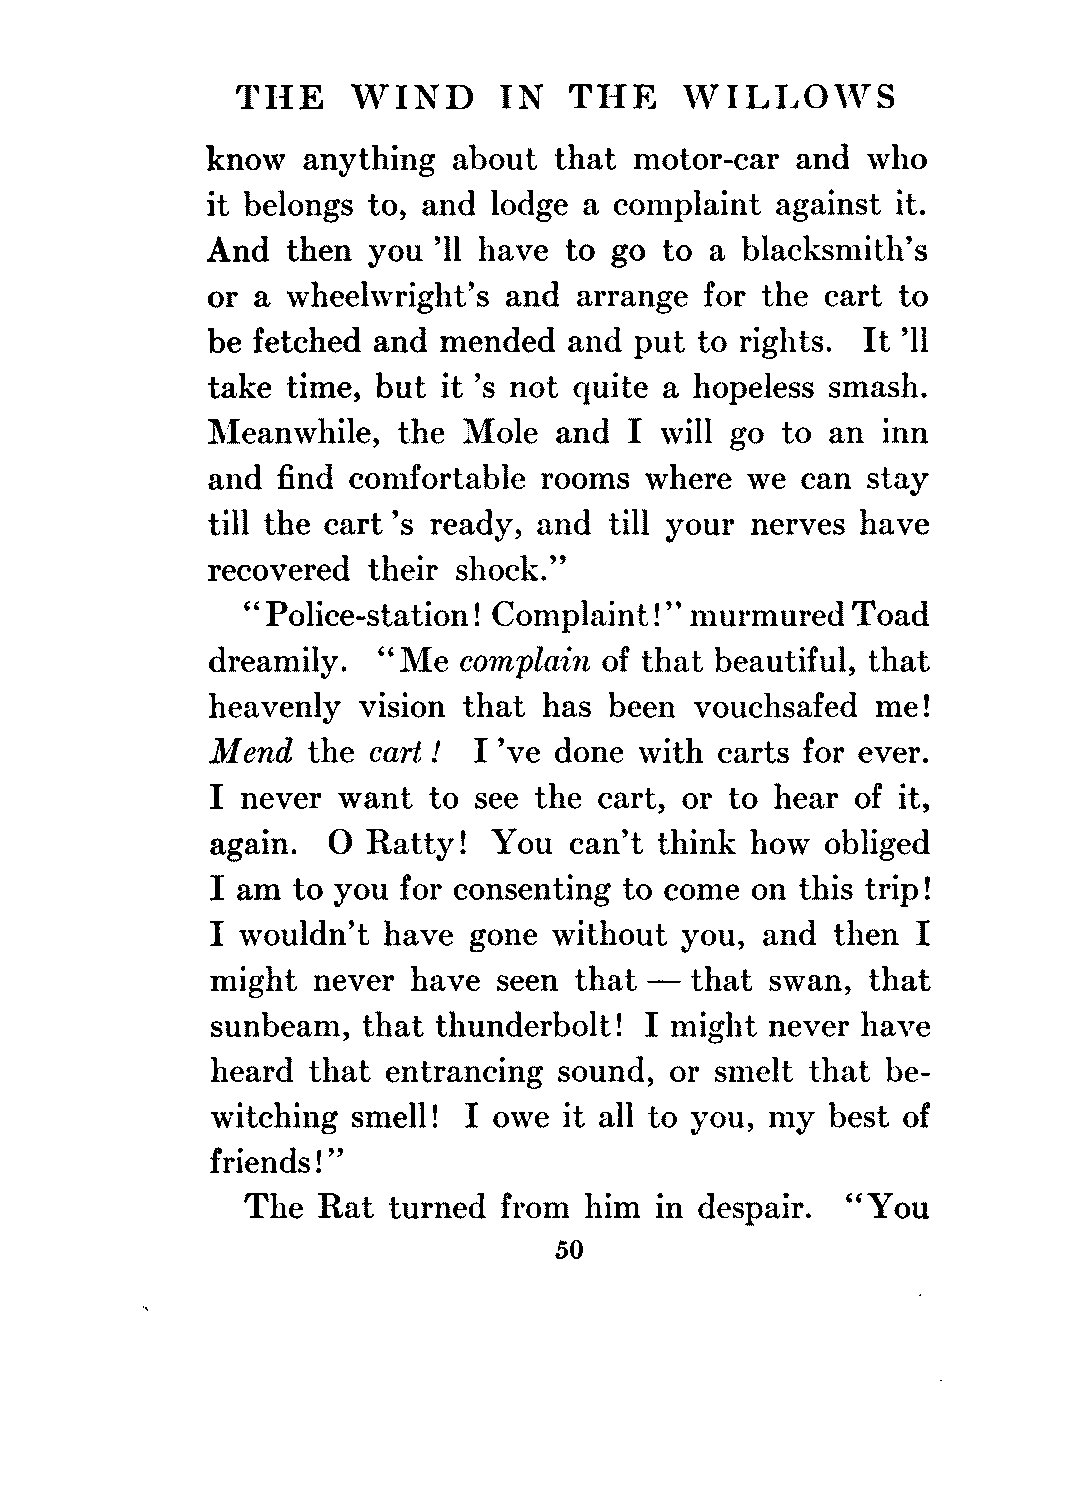 THE WIND IN THE WILLOWS
know anything about that motor-car and who
it belongs to, and lodge a complaint against it.
And then you 'll have to go to a blacksmith's
or a wheelwright's and arrange for the cart to
be fetched and mended and put to rights. It 'll
take time, but it 's not quite a hopeless smash.
Meanwhile, the Mole and I will go to an inn
and find comfortable rooms where we can stay
till the cart 's ready, and till your nerves have
recovered their shock."
"Police-station! Complaint!" murmured Toad
dreamily. "Me complain of that beautiful, that
heavenly vision that has been vouchsafed me!
Mend the cart! I 've done with carts for ever.
I never want to see the cart, or to hear of it,
again. O Ratty! You can't think how obliged
I am to you for consenting to come on this trip!
I wouldn't have gone without you, and then I
might never have seen that — that swan, that
sunbeam, that thunderbolt! I might never have
heard that entrancing sound, or smelt that be-
witching smell! I owe it all to you, my best of
friends!"
The Rat turned from him in despair. "You
50